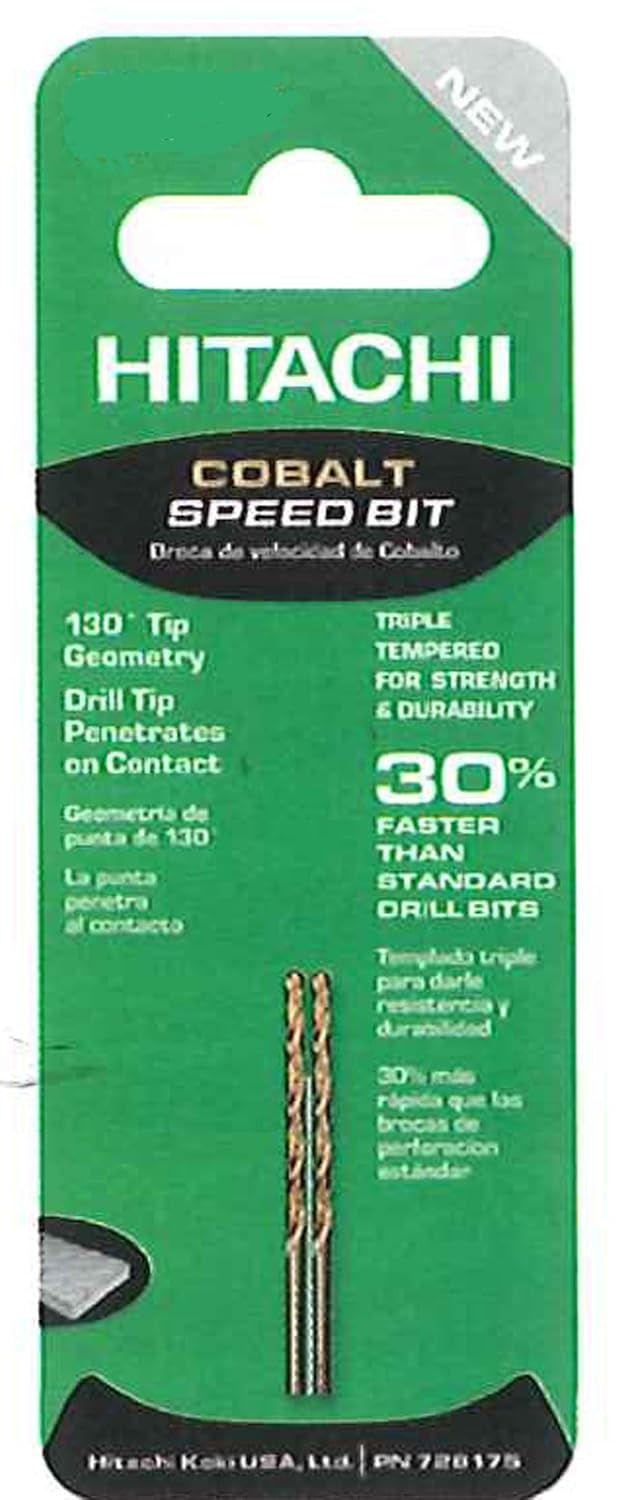 NEW
HITACHI
COBALT
SPEED BIT
Broca de velocidad de Cobalto
130° Tip
Geometry
Drill Tip
Penetrates
on Contact
Geometria de
punta de 130°
La punta
penetra
al contacto
TRIPLE
TEMPERED
FOR STRENGTH
& DURABILITY
30%
FASTER
THAN
STANDARD
DRILL BITS
Templado triple
para darle
resistencia y
durabilidad
30% más
rápida que las
brocas de
perforacion
estándar
Hitachi Koki USA, Ltd. | PN 728175